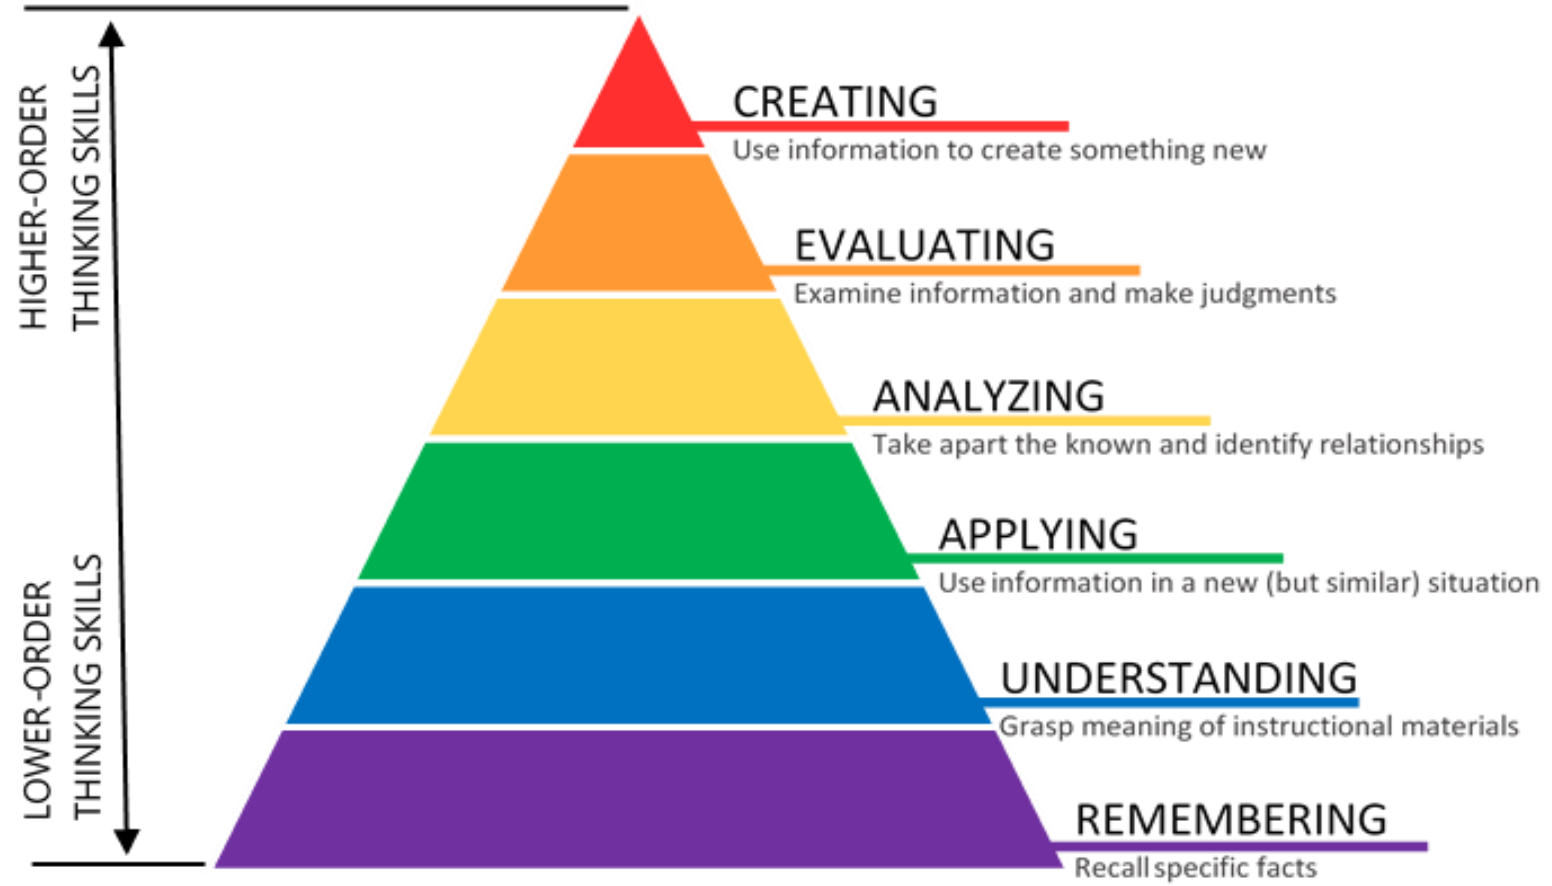 HIGHER-ORDER
THINKING SKILLS
LOWER-ORDER
THINKING SKILLS
CREATING
Use information to create something new
EVALUATING
Examine information and make judgments
ANALYZING
Take apart the known and identify relationships
APPLYING
Use information in a new (but similar) situation
UNDERSTANDING
Grasp meaning of instructional materials
REMEMBERING
Recall specific facts